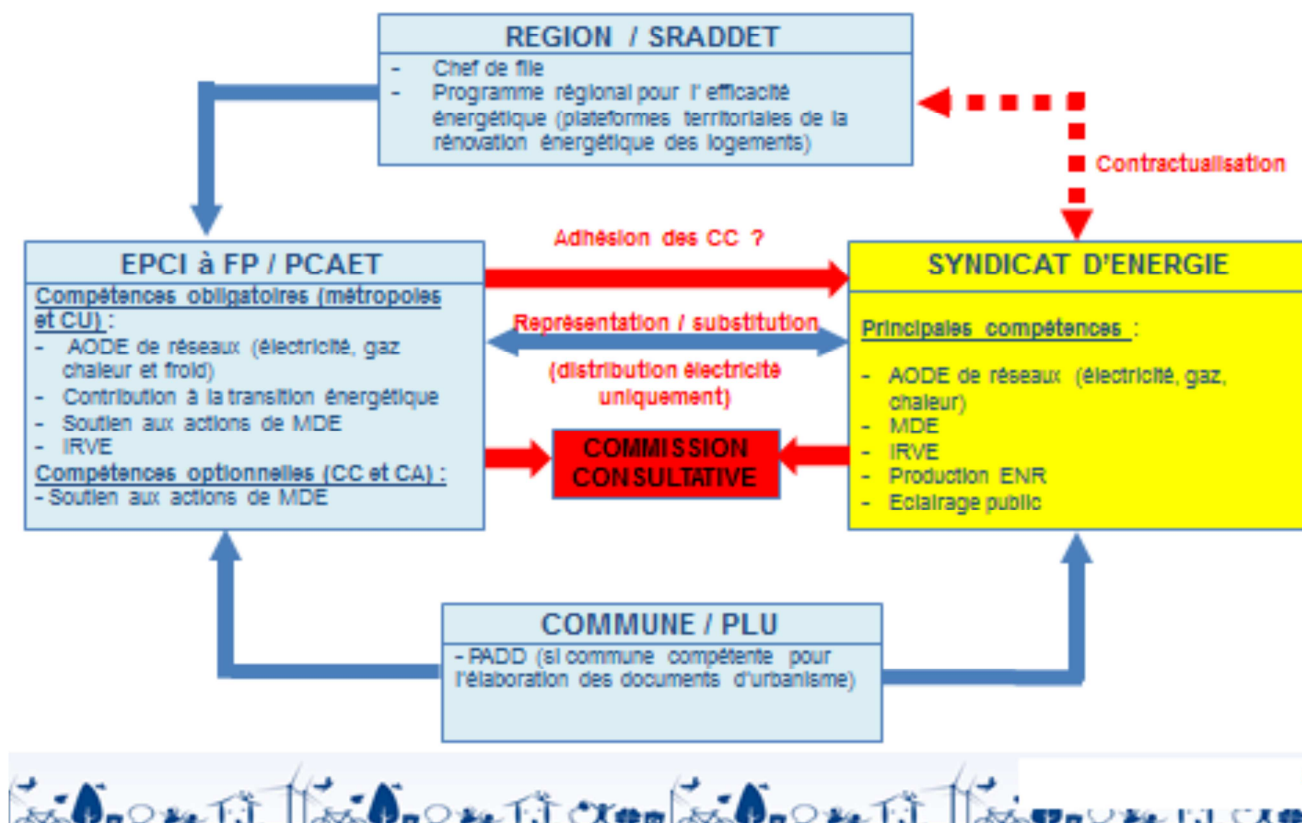 REGION / SRADDET
- Chef de file
- Programme régional pour l' efficacité
énergétique (plateformes territoriales de la
rénovation énergétique des logements)
Contractualisation
Adhésion des CC ?
EPCI à FP / PCAET
Compétences obligatoires (métropoles
et CU) :
- AODE de réseaux (électricité, gaz
chaleur et froid)
- Contribution à la transition énergétique
- Soutien aux actions de MDE
- IRVE
Compétences optionnelles (CC et CA) :
- Soutien aux actions de MDE
Représentation / substitution
(distribution électricité
uniquement)
COMMISSION
CONSULTATIVE
SYNDICAT D'ENERGIE
Principales compétences :
- AODE de réseaux (électricité, gaz,
chaleur)
- MDE
- IRVE
- Production ENR
- Eclairage public
COMMUNE / PLU
- PADD (si commune compétente pour
l'élaboration des documents d'urbanisme)